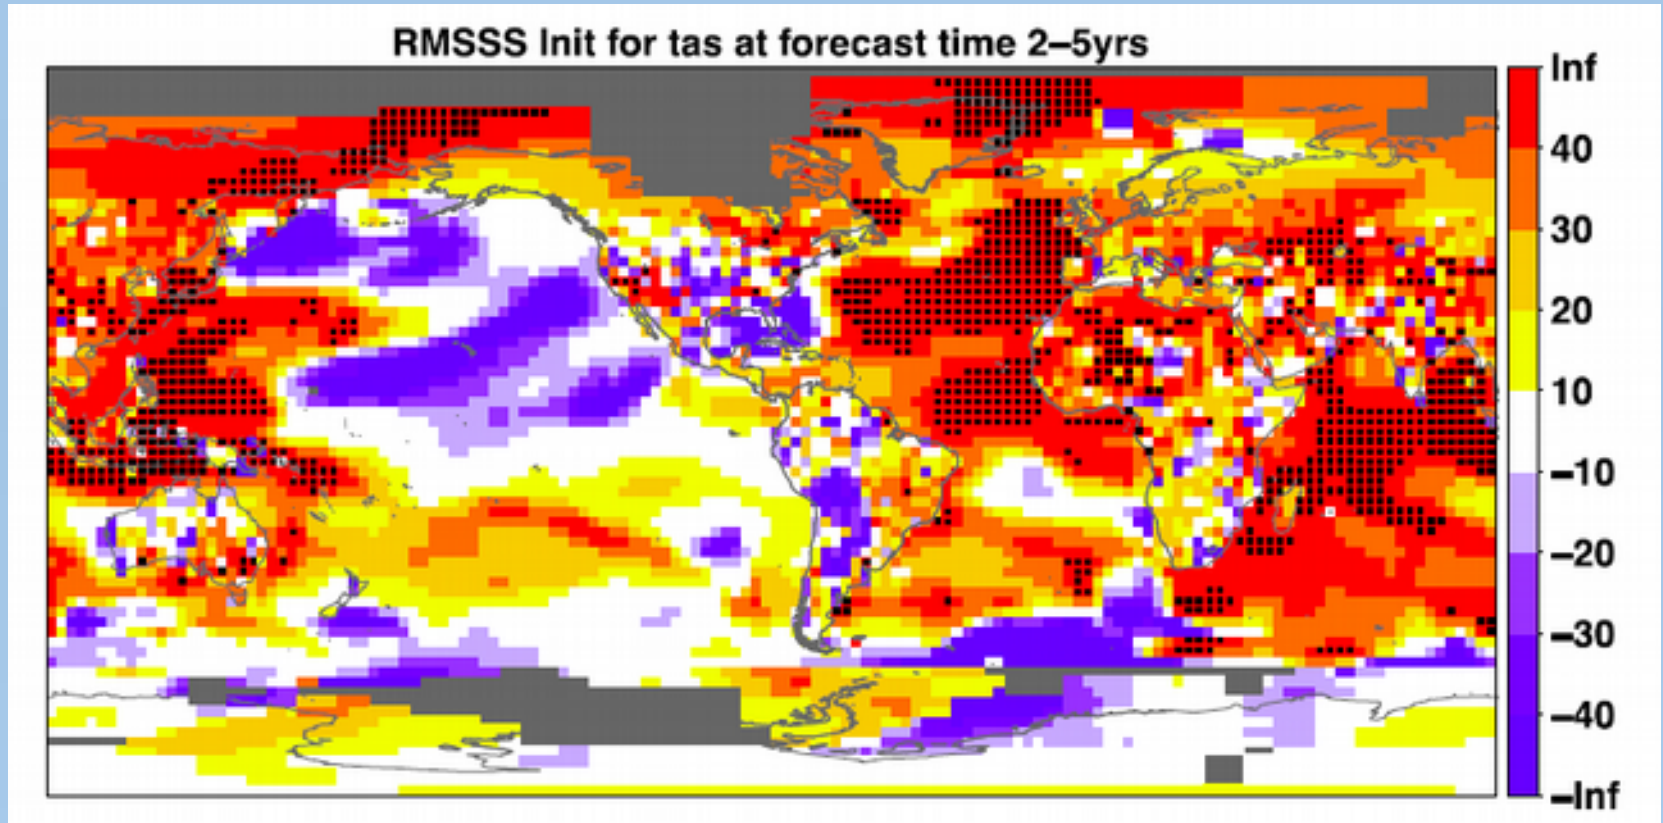 RMSSS Init for tas at forecast time 2–5yrs
Inf
40
30
20
10
–10
–20
–30
–40
–Inf